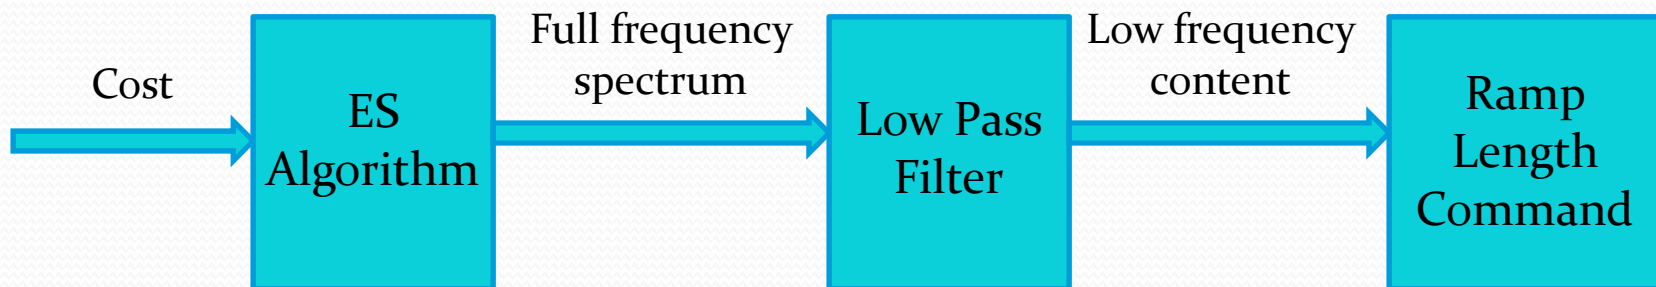 Cost
ES
Algorithm
Full frequency
spectrum
Low Pass
Filter
Low frequency
content
Ramp
Length
Command